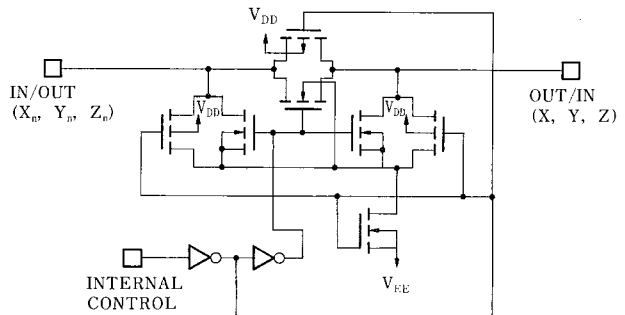 V_DD
IN/OUT
(X_n, Y_n, Z_n)
V_DD
V_DD
OUT/IN
(X, Y, Z)
INTERNAL
CONTROL
V_EE